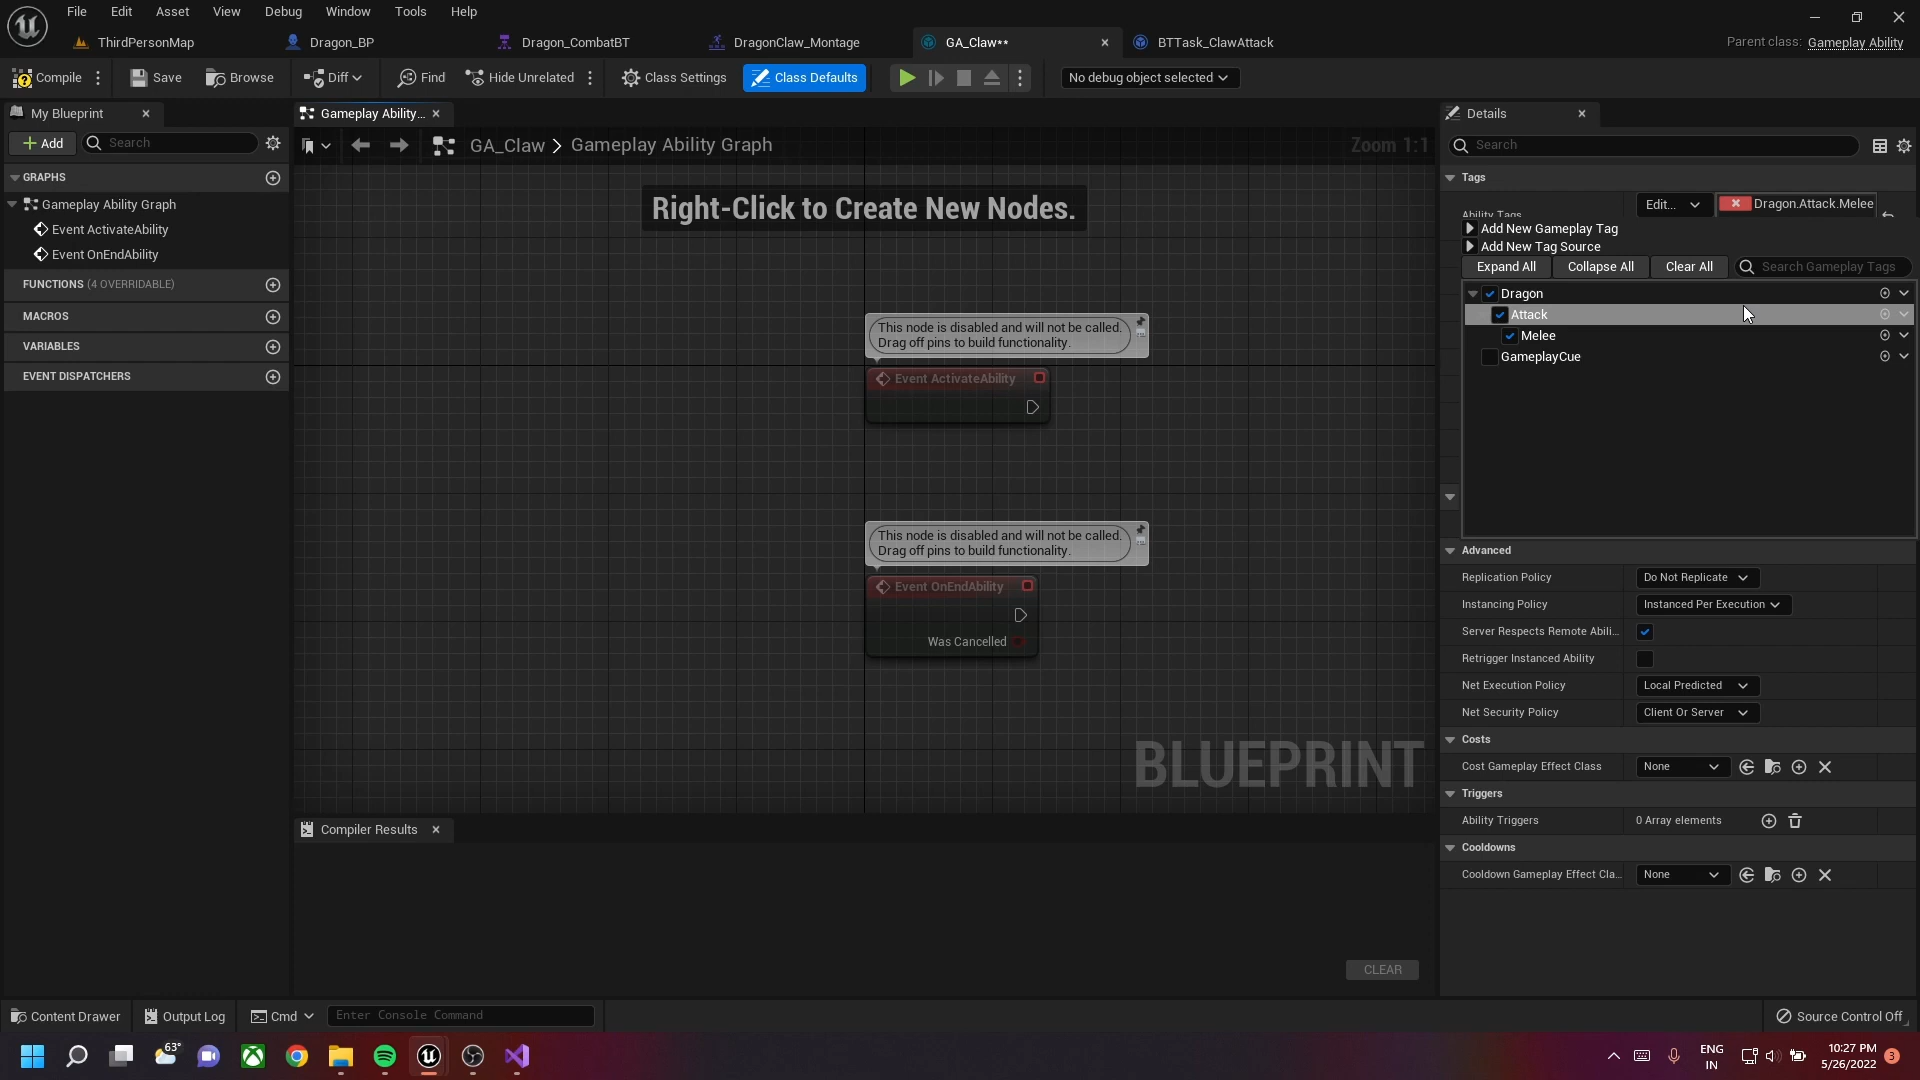 File Edit Asset View Debug Window Tools Help
ThirdPersonMap Dragon_BP Dragon_CombatBT DragonClaw_Montage GA_Claw** BTTask_ClawAttack Parent class: Gameplay Ability
Compile Save Browse Diff Find Hide Unrelated Class Settings Class Defaults No debug object selected
My Blueprint
Add Search
GRAPHS
Gameplay Ability Graph
Event ActivateAbility
Event OnEndAbility
FUNCTIONS (4 OVERRIDABLE)
MACROS
VARIABLES
EVENT DISPATCHERS
Gameplay Ability...
GA_Claw > Gameplay Ability Graph Zoom 1:1
Right-Click to Create New Nodes.
This node is disabled and will not be called.
Drag off pins to build functionality.
Event ActivateAbility
This node is disabled and will not be called.
Drag off pins to build functionality.
Event OnEndAbility
Was Cancelled
BLUEPRINT
Compiler Results
CLEAR
Details
Search
Tags
Ability Tags Edit... Dragon.Attack.Melee
Add New Gameplay Tag
Add New Tag Source
Expand All Collapse All Clear All Search Gameplay Tags
Dragon
Attack
Melee
GameplayCue
Advanced
Replication Policy Do Not Replicate
Instancing Policy Instanced Per Execution
Server Respects Remote Abili...
Retrigger Instanced Ability
Net Execution Policy Local Predicted
Net Security Policy Client Or Server
Costs
Cost Gameplay Effect Class None
Triggers
Ability Triggers 0 Array elements
Cooldowns
Cooldown Gameplay Effect Cla... None
Content Drawer Output Log Cmd Enter Console Command Source Control Off
63°
ENG
IN
10:27 PM
5/26/2022
3